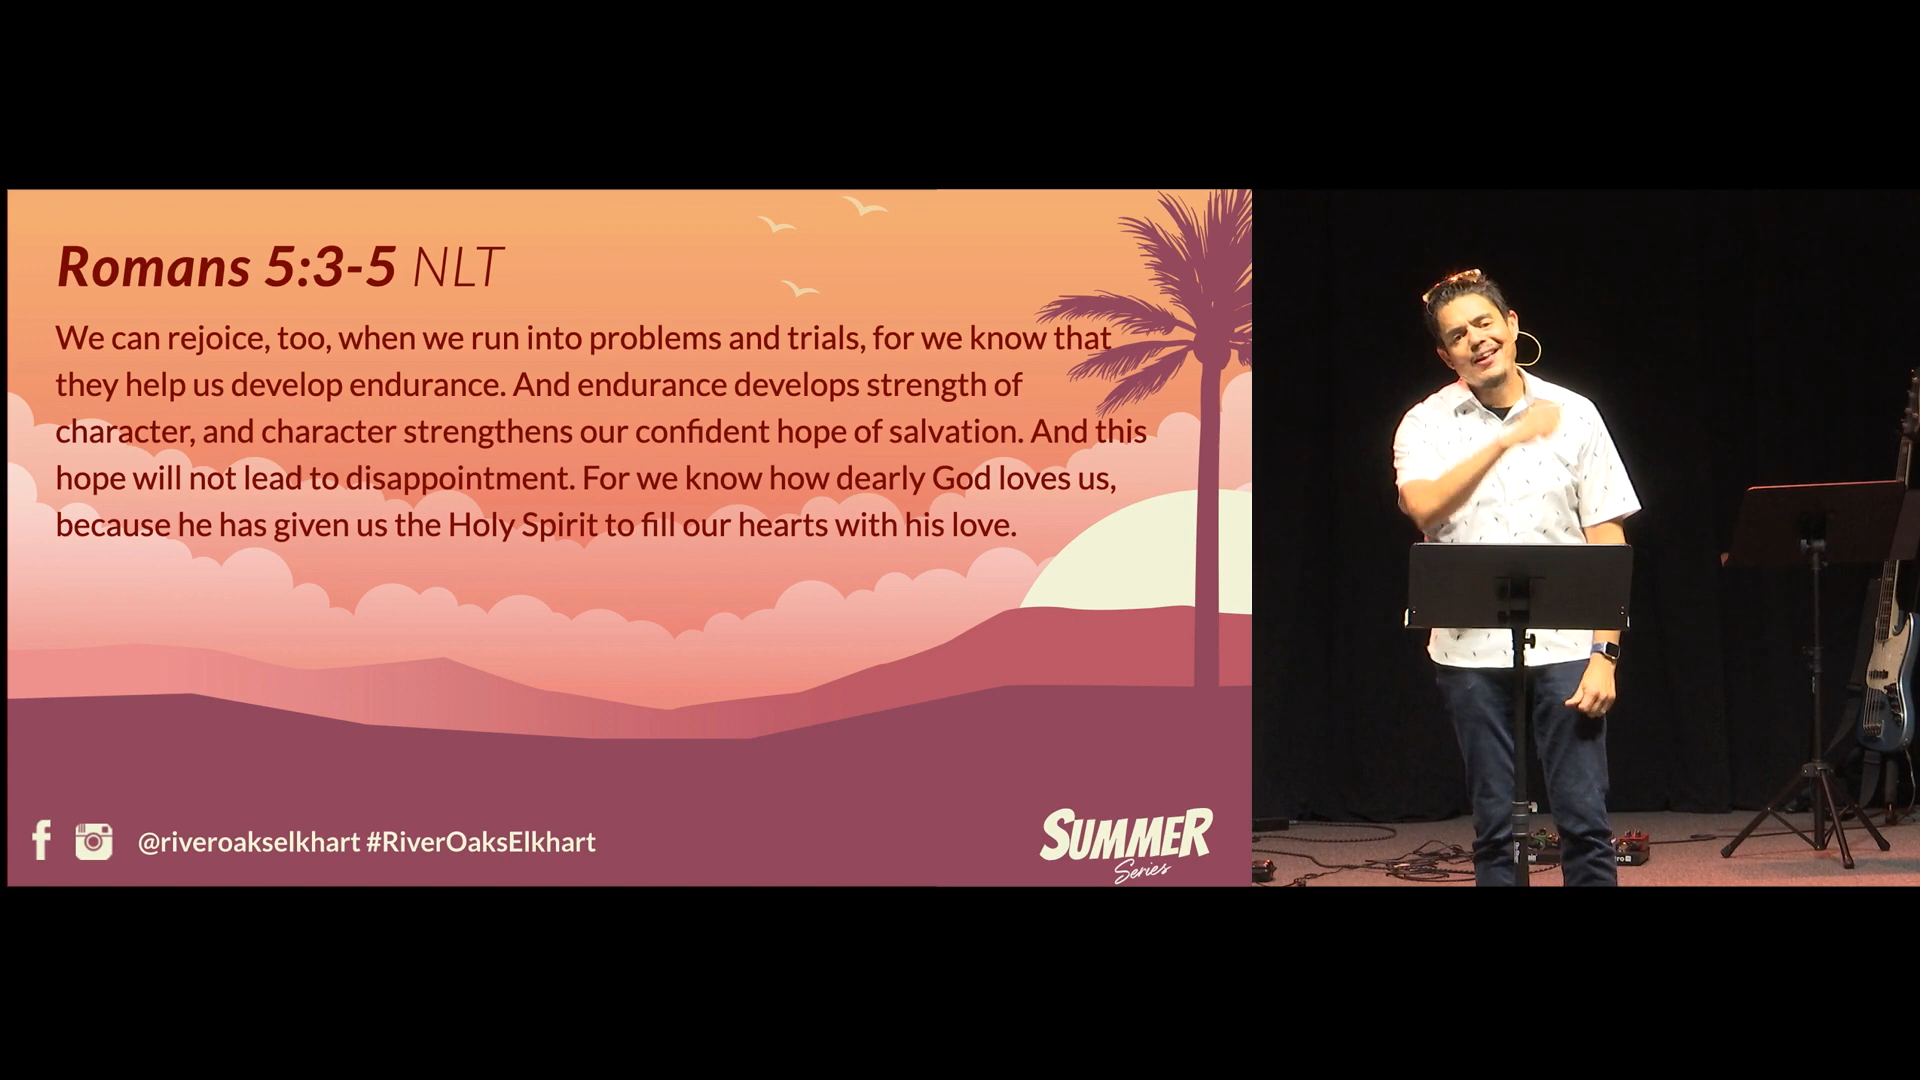 Romans 5:3-5 NLT
We can rejoice, too, when we run into problems and trials, for we know that
they help us develop endurance. And endurance develops strength of
character, and character strengthens our confident hope of salvation. And this
hope will not lead to disappointment. For we know how dearly God loves us,
because he has given us the Holy Spirit to fill our hearts with his love.
@riveroakselkhart #RiverOaksElkhart
SUMMER
Series